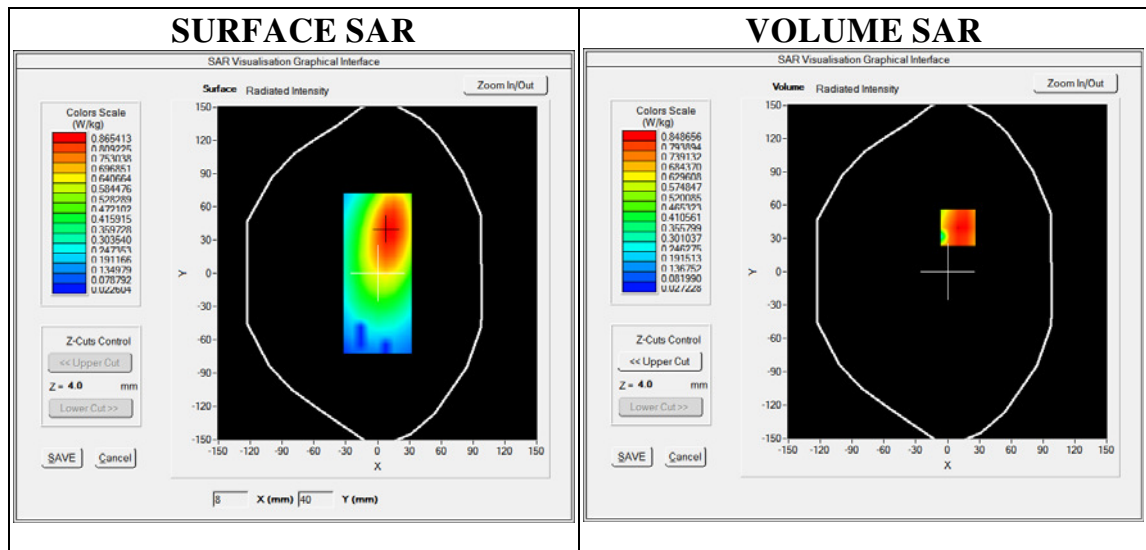 SURFACE SAR
SAR Visualisation Graphical Interface
Surface Radiated Intensity
Zoom In/Out
Colors Scale
(W/kg)
0.865413
0.809225
0.753038
0.696851
0.640664
0.584476
0.528289
0.472102
0.415915
0.359728
0.303540
0.247353
0.191166
0.134979
0.078792
0.022604
Z-Cuts Control
<< Upper Cut
Z = 4.0 mm
Lower Cut >>
SAVE Cancel
150
120
90
60
30
0
-30
-60
-90
-120
-150
Y
-150 -120 -90 -60 -30 0 30 60 90 120 150
X
8 X (mm) 40 Y (mm)
VOLUME SAR
SAR Visualisation Graphical Interface
Volume Radiated Intensity
Zoom In/Out
Colors Scale
(W/kg)
0.848656
0.793894
0.739132
0.684370
0.629608
0.574847
0.520085
0.465323
0.410561
0.355799
0.301037
0.246275
0.191513
0.136752
0.081990
0.027228
Z-Cuts Control
<< Upper Cut
Z = 4.0 mm
Lower Cut >>
SAVE Cancel
150
120
90
60
30
0
-30
-60
-90
-120
-150
Y
-150 -120 -90 -60 -30 0 30 60 90 120 150
X